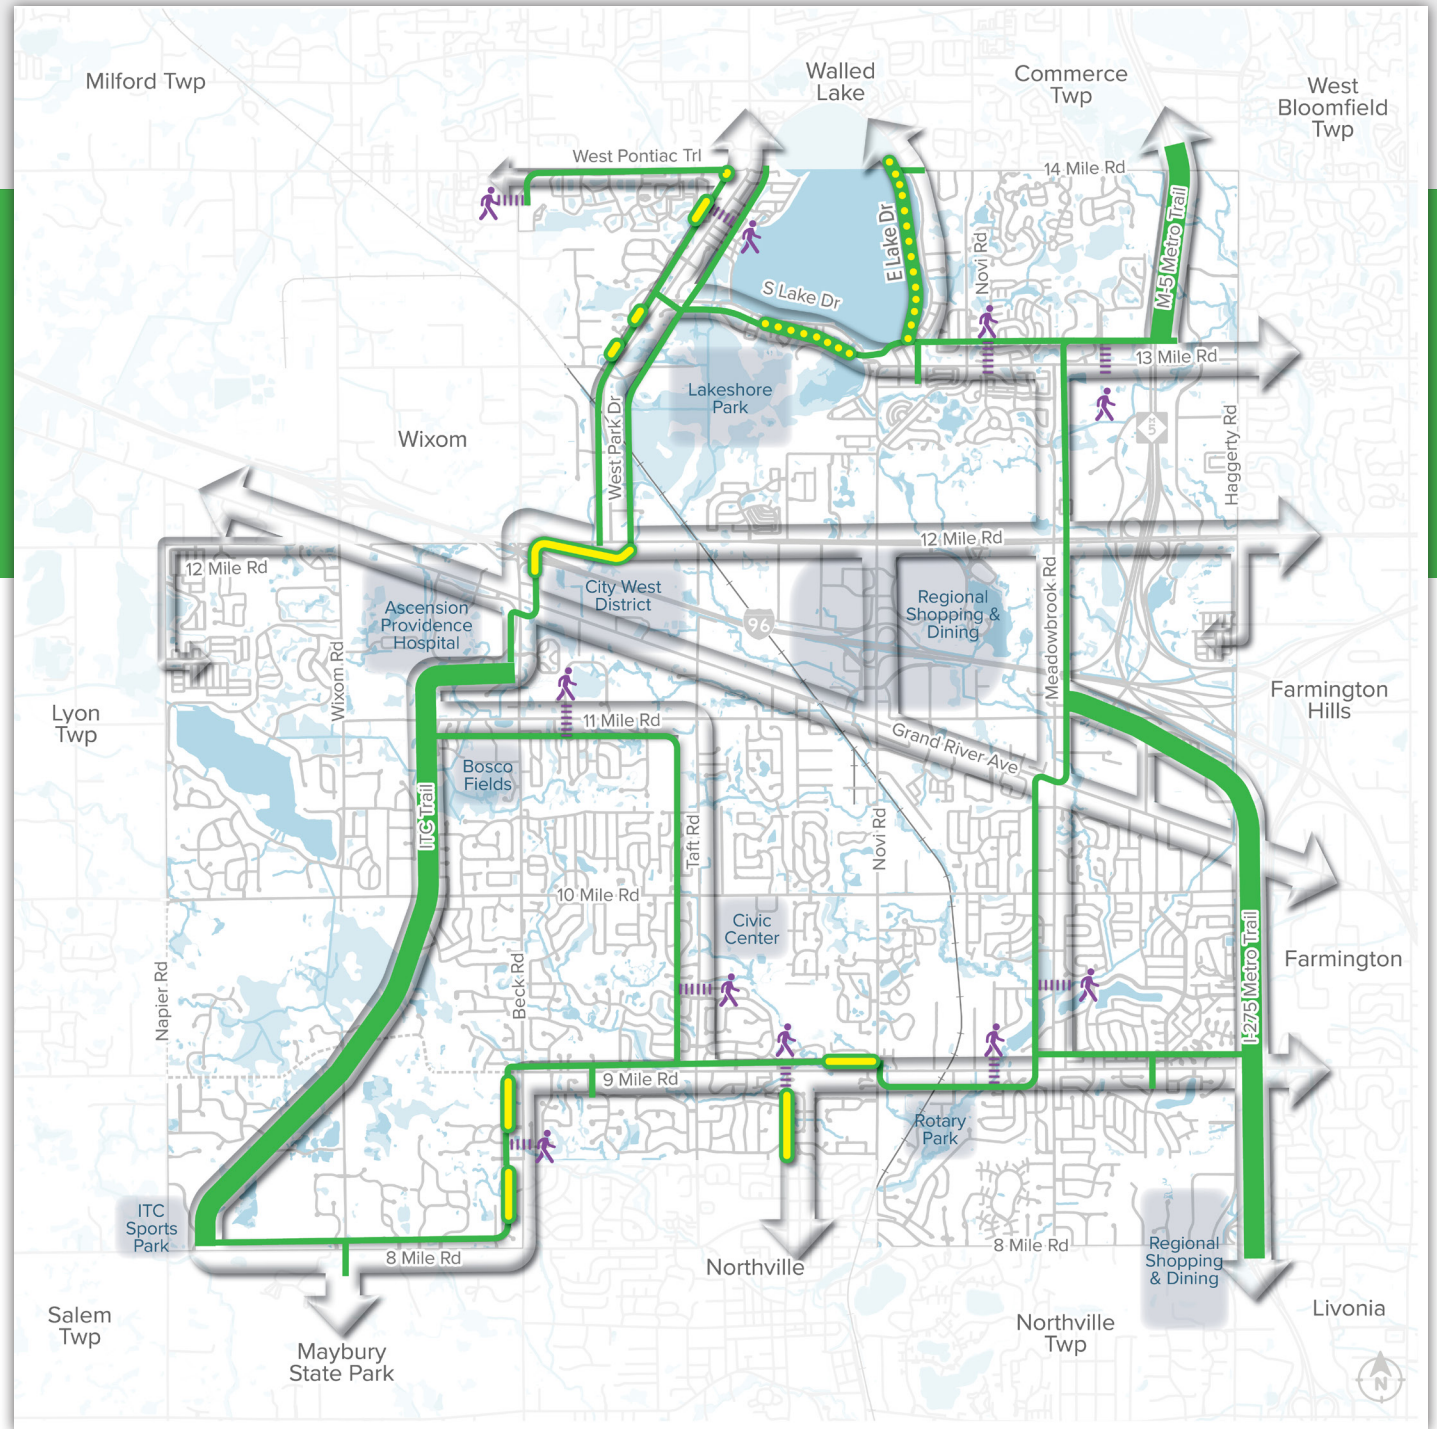 Milford Twp
Walled
Lake
Commerce
Twp
West
Bloomfield
Twp
West Pontiac Trl
14 Mile Rd
E Lake Dr
Novi Rd
M-5 Metro Trail
S Lake Dr
13 Mile Rd
Lakeshore
Park
West Park Dr
Wixom
5
Haggerty Rd
12 Mile Rd
12 Mile Rd
City West
District
Ascension
Providence
Hospital
96
Regional
Shopping &
Dining
Meadowbrook Rd
Wixom Rd
Lyon
Twp
Farmington
Hills
11 Mile Rd
Grand River Ave
Bosco
Fields
ITC Trail
Taft Rd
Novi Rd
10 Mile Rd
Civic
Center
Napier Rd
Beck Rd
I-275 Metro Trail
Farmington
9 Mile Rd
Rotary
Park
ITC
Sports
Park
8 Mile Rd
Northville
8 Mile Rd
Regional
Shopping
& Dining
Salem
Twp
Maybury
State Park
Northville
Twp
Livonia
N